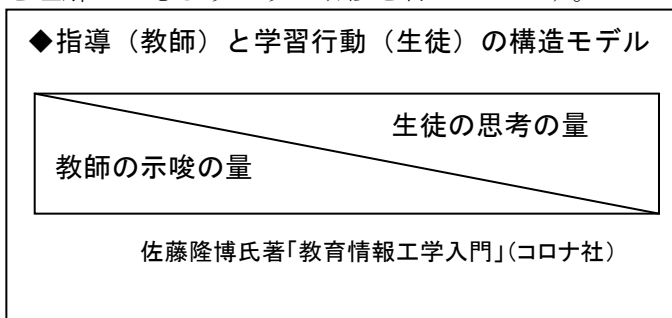 ◆指導（教師）と学習行動（生徒）の構造モデル
生徒の思考の量
教師の示唆の量
佐藤隆博氏著「教育情報工学入門」（コロナ社）